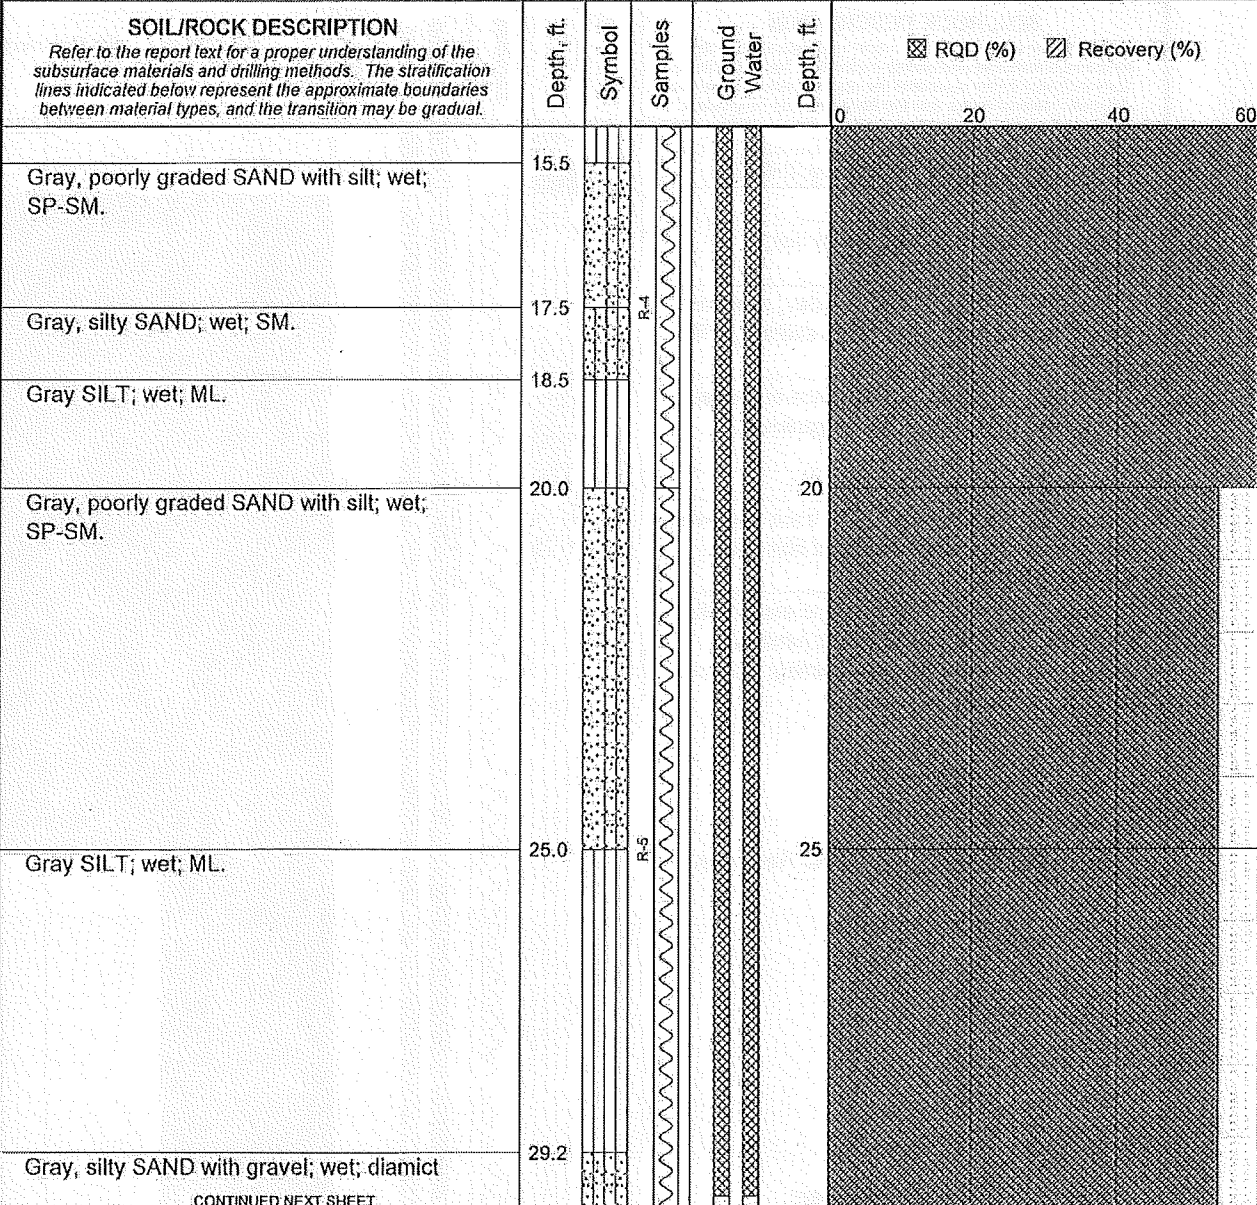 SOIL/ROCK DESCRIPTION
Refer to the report text for a proper understanding of the
subsurface materials and drilling methods. The stratification
lines indicated below represent the approximate boundaries
between material types, and the transition may be gradual.
Depth, ft.
Symbol
Samples
Ground
Water
Depth, ft.
RQD (%)
Recovery (%)
0
20
40
60
15.5
Gray, poorly graded SAND with silt; wet;
SP-SM.
17.5
R-4
Gray, silty SAND; wet; SM.
18.5
Gray SILT; wet; ML.
20.0
20
Gray, poorly graded SAND with silt; wet;
SP-SM.
25.0
R-5
25
Gray SILT; wet; ML.
29.2
Gray, silty SAND with gravel; wet; diamict
CONTINUED NEXT SHEET